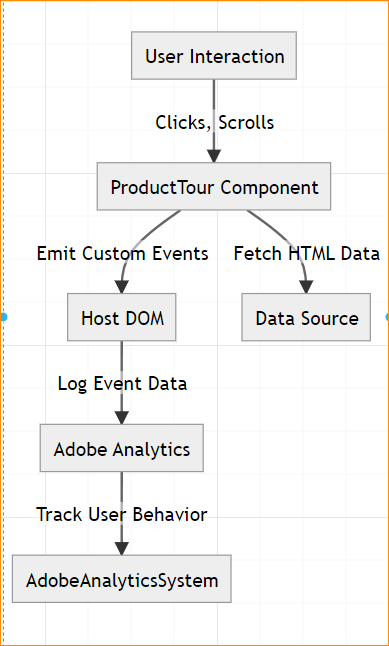 User Interaction
Clicks, Scrolls
ProductTour Component
Emit Custom Events
Fetch HTML Data
Host DOM
Data Source
Log Event Data
Adobe Analytics
Track User Behavior
AdobeAnalyticsSystem